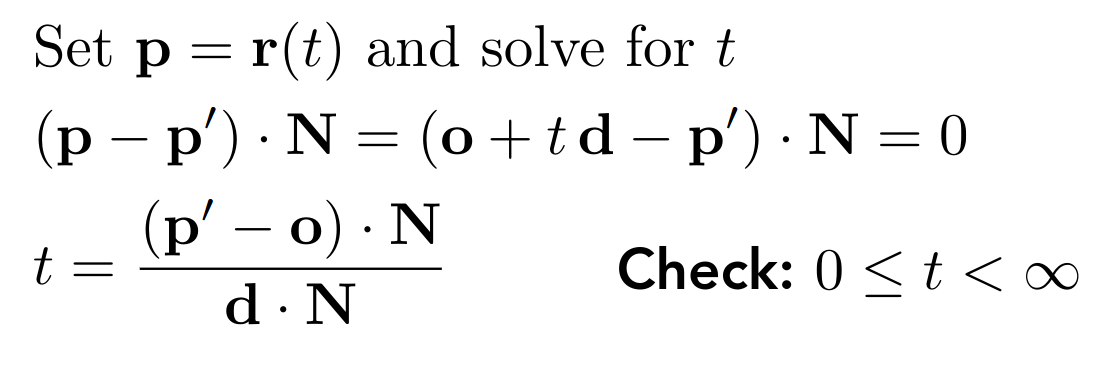 Set p = r(t) and solve for t
(p − p′) · N = (o + t d − p′) · N = 0
t = (p′ − o) · N / d · N Check: 0 ≤ t < ∞